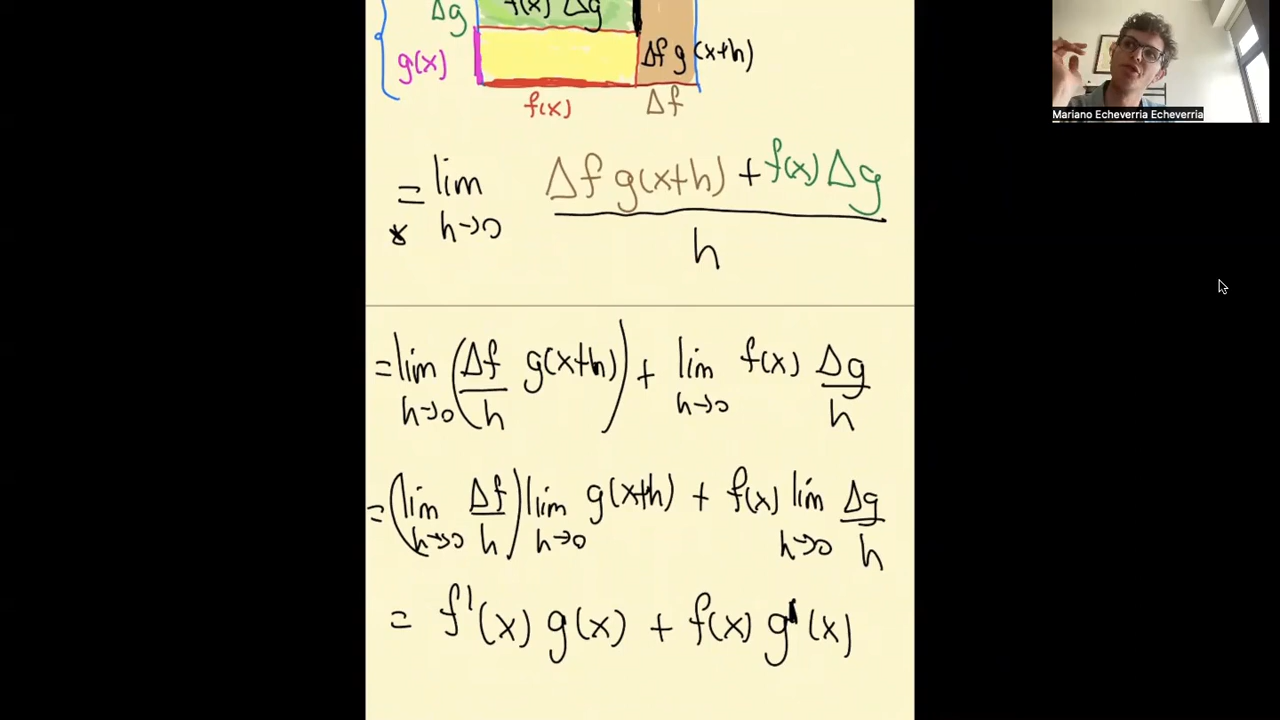 Δg f(x) Δg
g(x) Δf g(x+h)
f(x) Δf
Mariano Echeverria Echeverria
= lim Δf g(x+h) + f(x) Δg
* h→0 h
= lim (Δf g(x+h)) + lim f(x) Δg
h→0 h h→0 h
= (lim Δf) lim g(x+h) + f(x) lim Δg
h→0 h h→0 h→0 h
= f'(x) g(x) + f(x) g'(x)